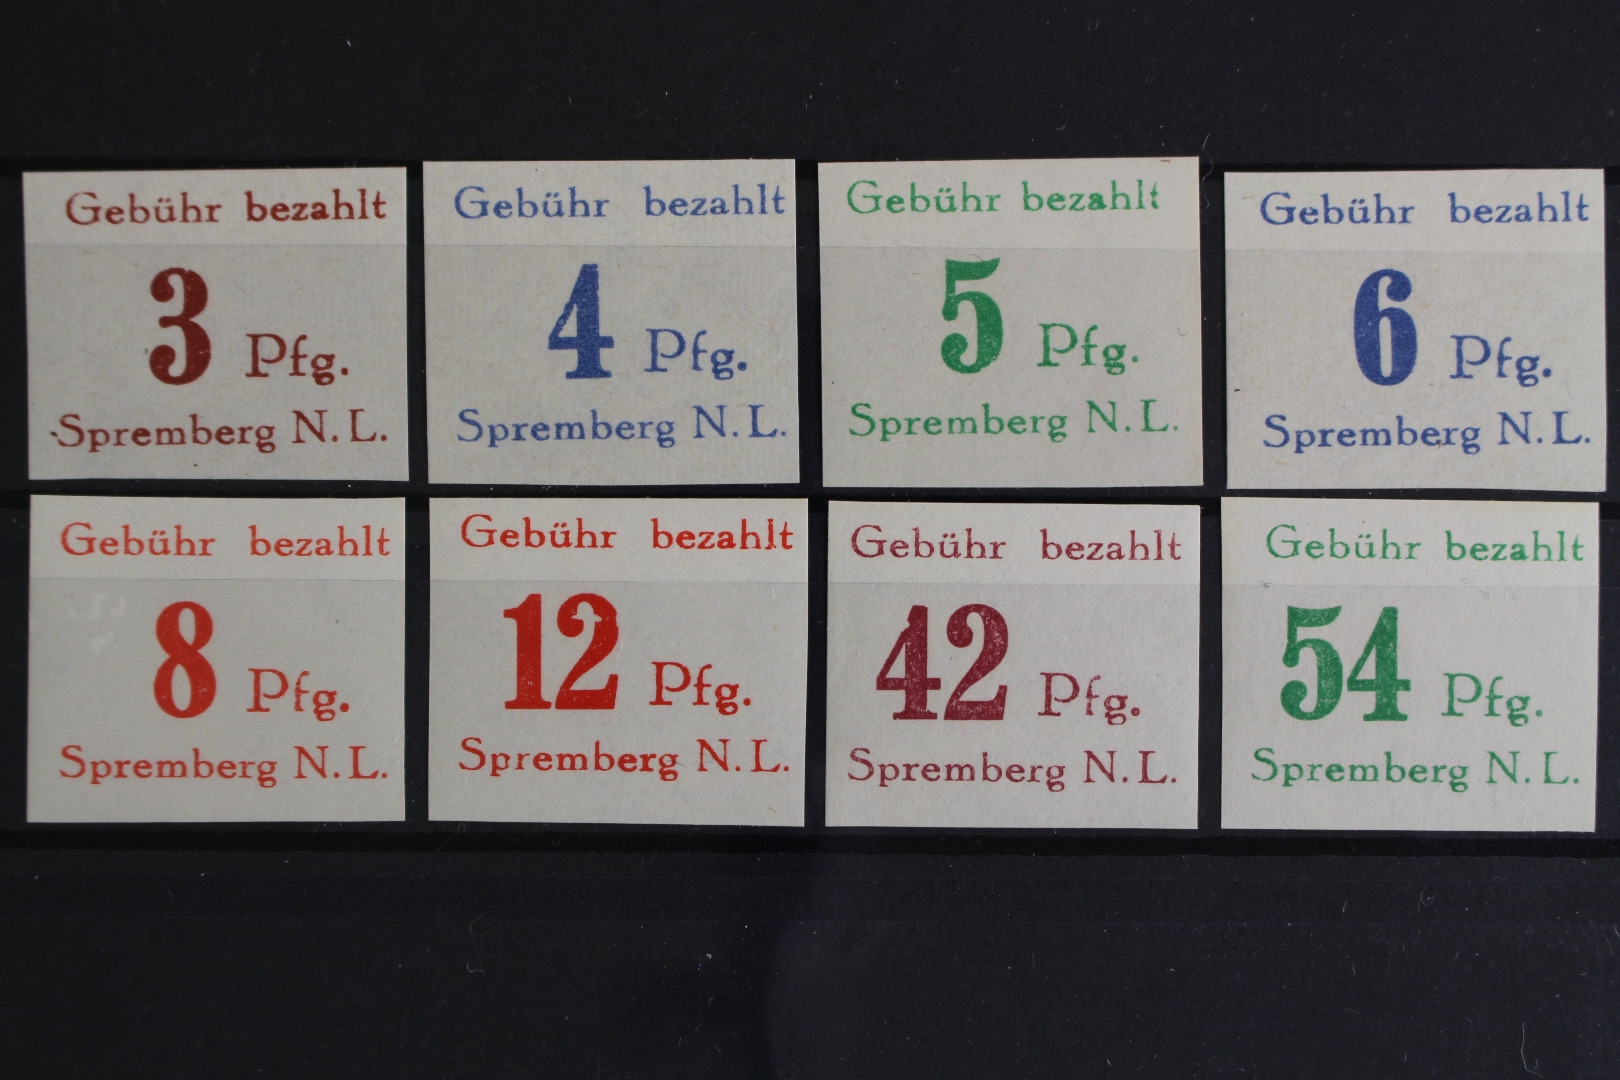 Gebühr bezahlt
3 Pfg.
Spremberg N. L.
Gebühr bezahlt
4 Pfg.
Spremberg N. L.
Gebühr bezahlt
5 Pfg.
Spremberg N. L.
Gebühr bezahlt
6 Pfg.
Spremberg N. L.
Gebühr bezahlt
8 Pfg.
Spremberg N. L.
Gebühr bezahlt
12 Pfg.
Spremberg N. L.
Gebühr bezahlt
42 Pfg.
Spremberg N. L.
Gebühr bezahlt
54 Pfg.
Spremberg N. L.